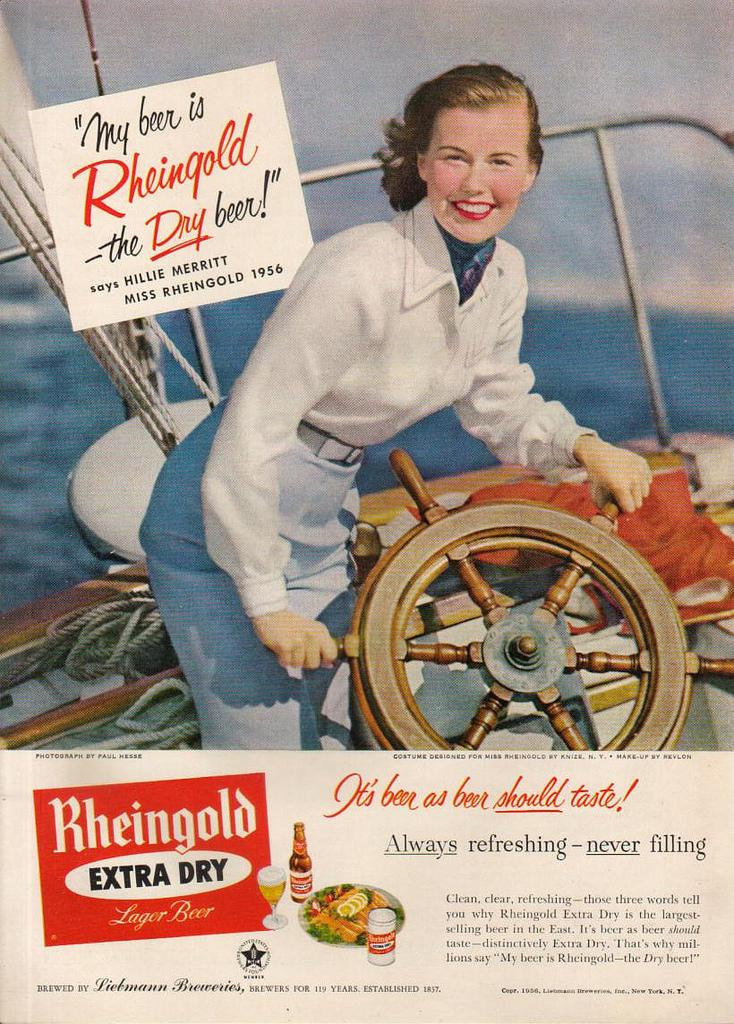 "My beer is
Rheingold
—the Dry beer!"
says HILLIE MERRITT
MISS RHEINGOLD 1956
PHOTOGRAPH BY PAUL HESSE
COSTUME DESIGNED FOR MISS RHEINGOLD BY KNIZE, N. Y. • MAKE-UP BY REVLON
Rheingold
EXTRA DRY
Lager Beer
It's beer as beer should taste!
Always refreshing—never filling
Clean, clear, refreshing—those three words tell
you why Rheingold Extra Dry is the largest-
selling beer in the East. It's beer as beer should
taste—distinctively Extra Dry. That's why mil-
lions say "My beer is Rheingold—the Dry beer!"
Rheingold
MEMBER
BREWED BY Liebmann Breweries, BREWERS FOR 119 YEARS. ESTABLISHED 1837.
Copr. 1956, Liebmann Breweries, Inc., New York, N. Y.